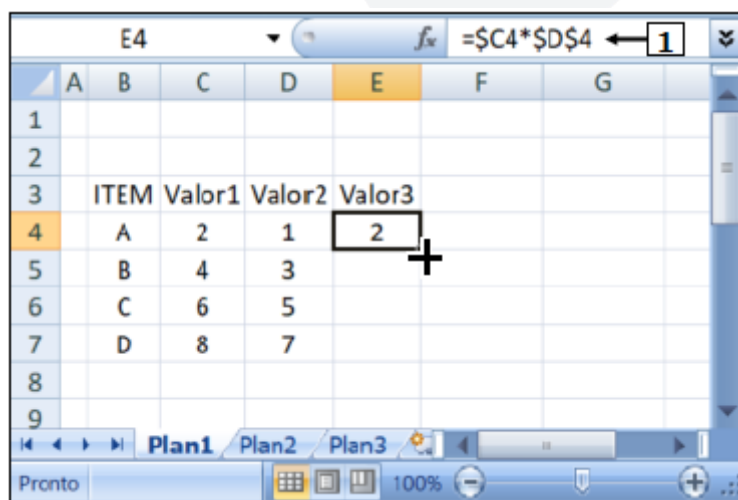 E4 fx =$C4*$D$4 1
A B C D E F G
1
2
3 ITEM Valor1 Valor2 Valor3
4 A 2 1 2
5 B 4 3
6 C 6 5
7 D 8 7
8
9
Plan1 Plan2 Plan3
Pronto 100%